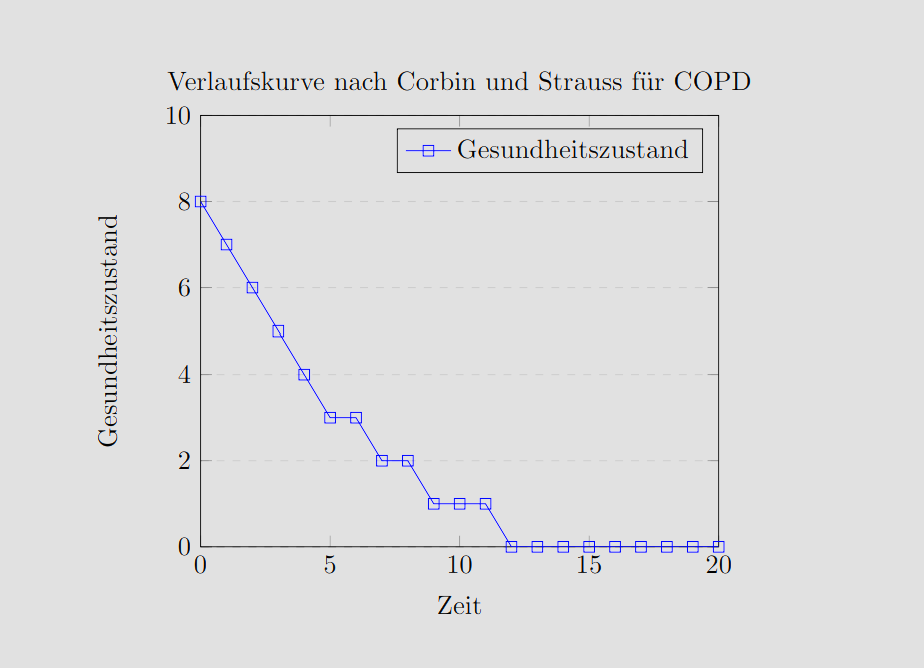 Verlaufskurve nach Corbin und Strauss für COPD
10
Gesundheitszustand
8
6
4
2
0
Gesundheitszustand
0 5 10 15 20
Zeit